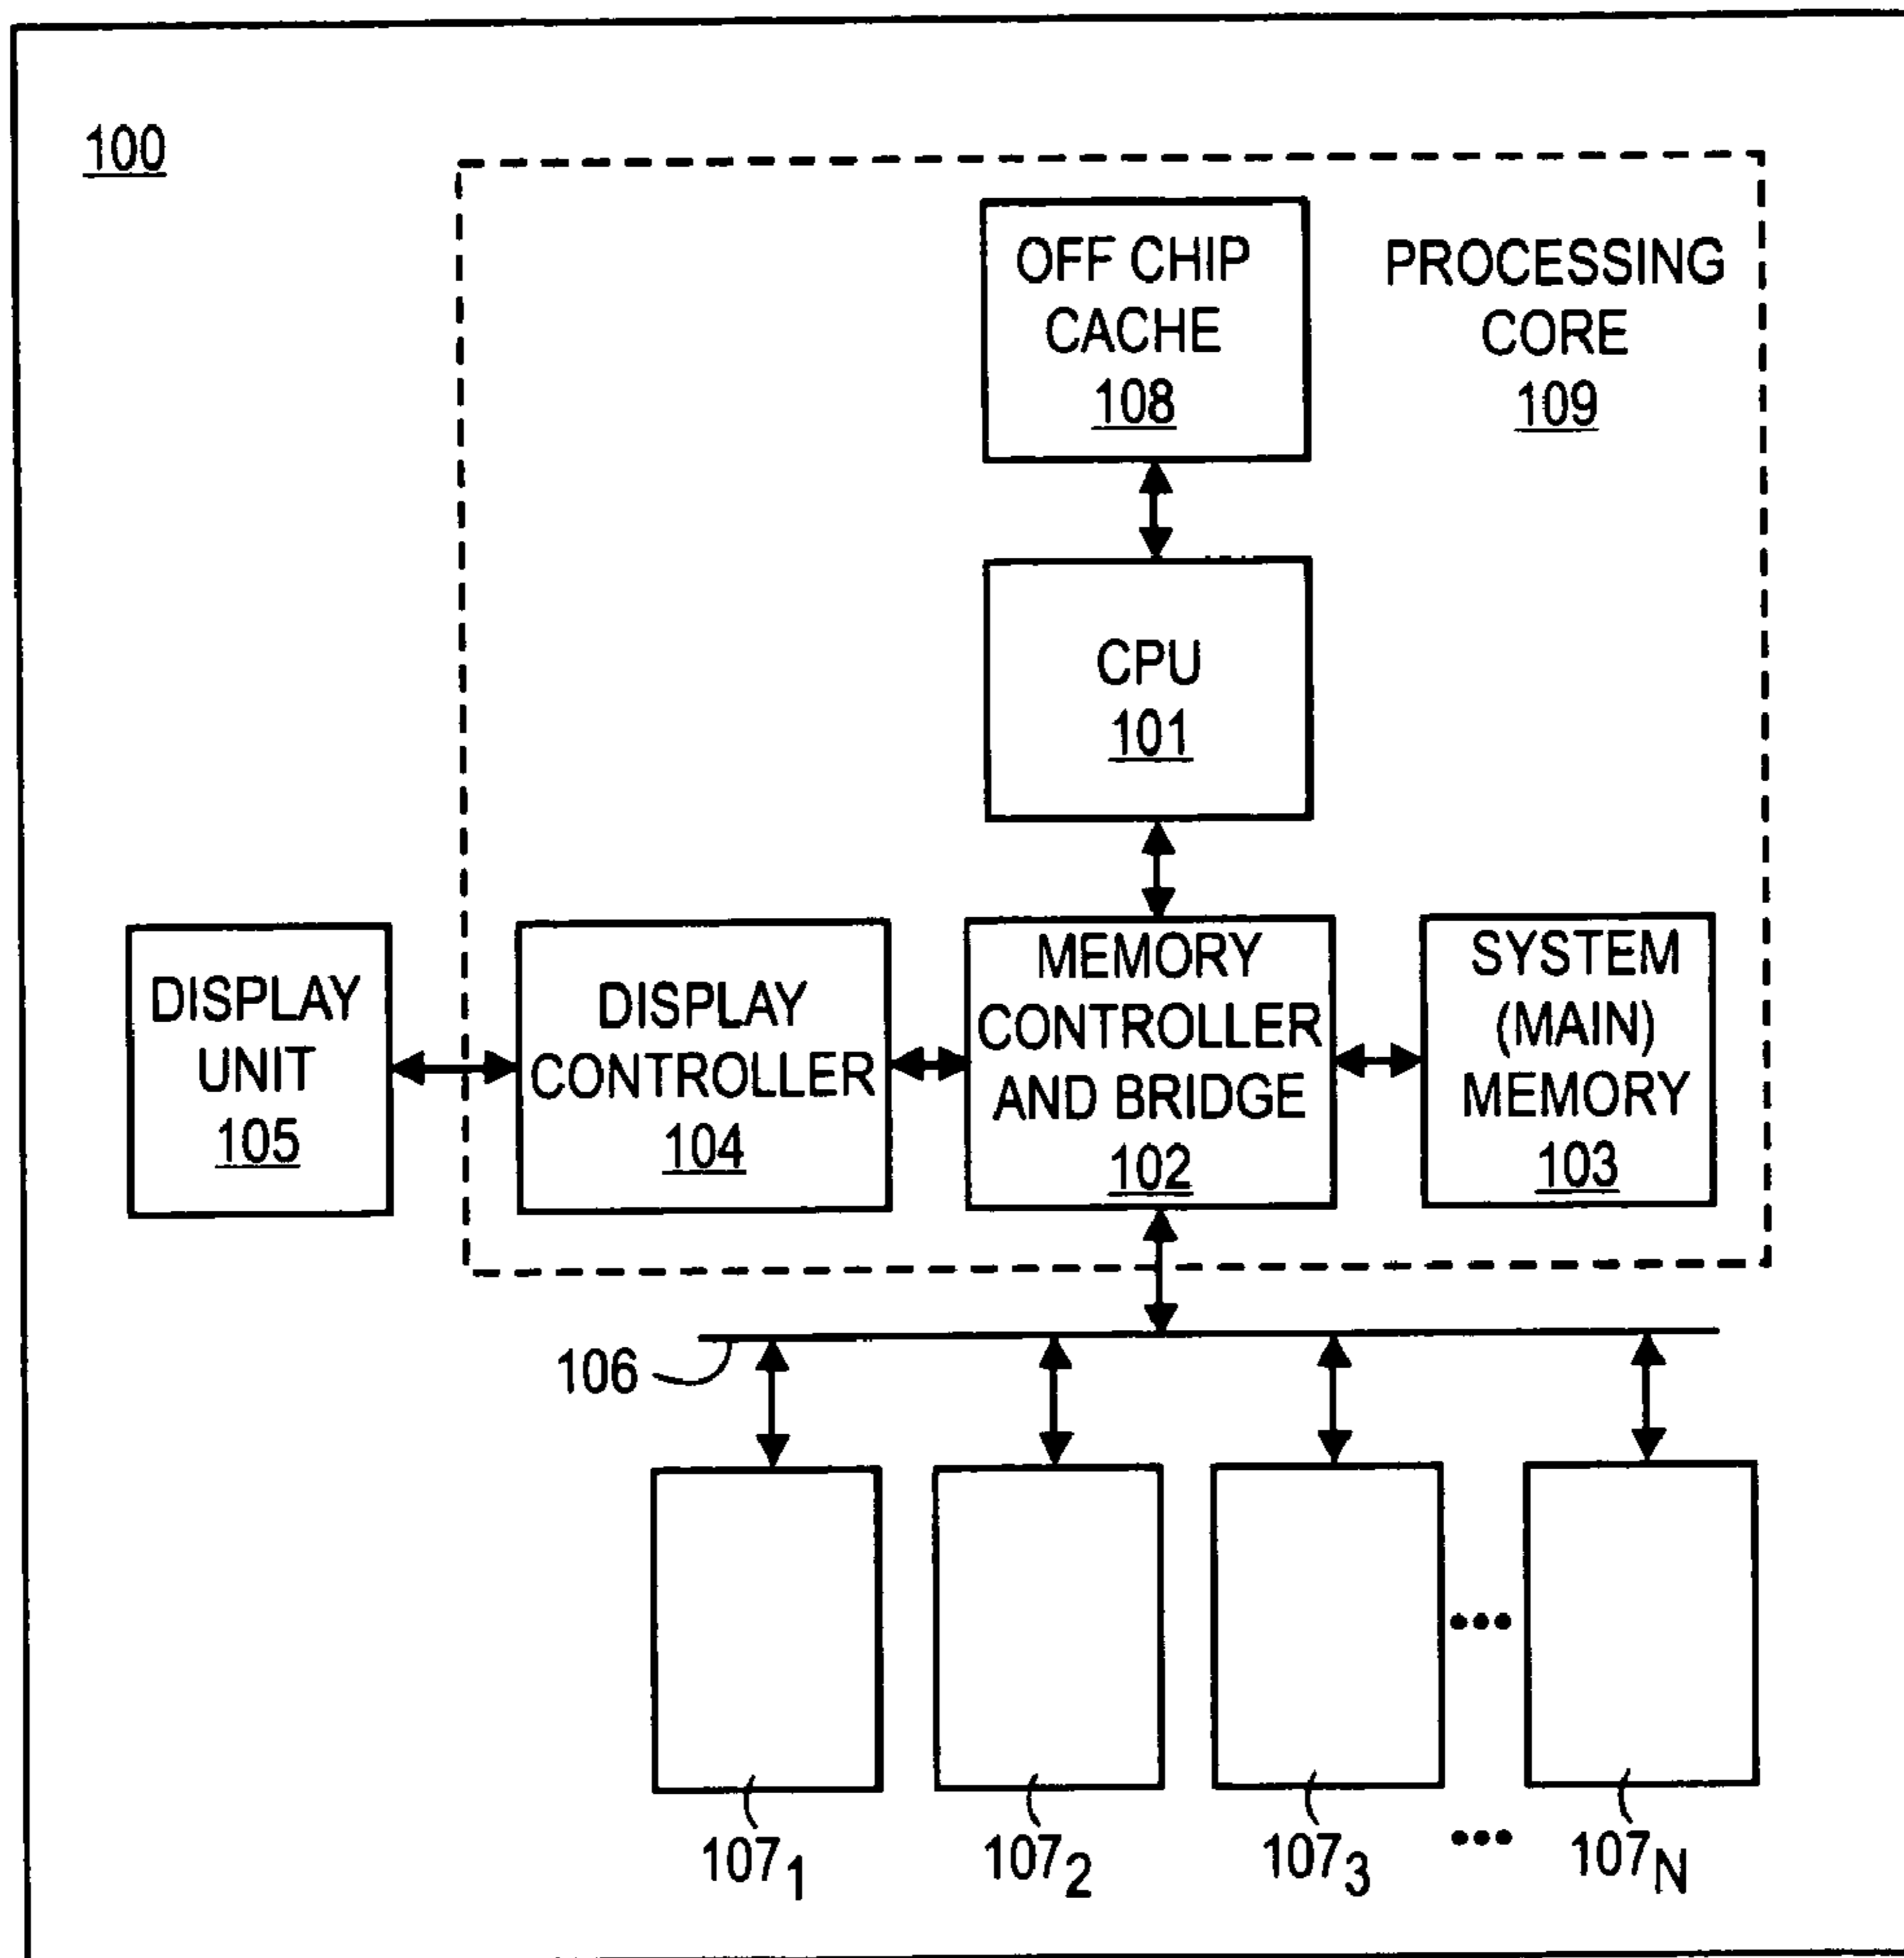 100
OFF CHIP
CACHE
108
PROCESSING
CORE
109
CPU
101
DISPLAY
UNIT
105
DISPLAY
CONTROLLER
104
MEMORY
CONTROLLER
AND BRIDGE
102
SYSTEM
(MAIN)
MEMORY
103
106
•••
107₁
107₂
107₃
•••
107N